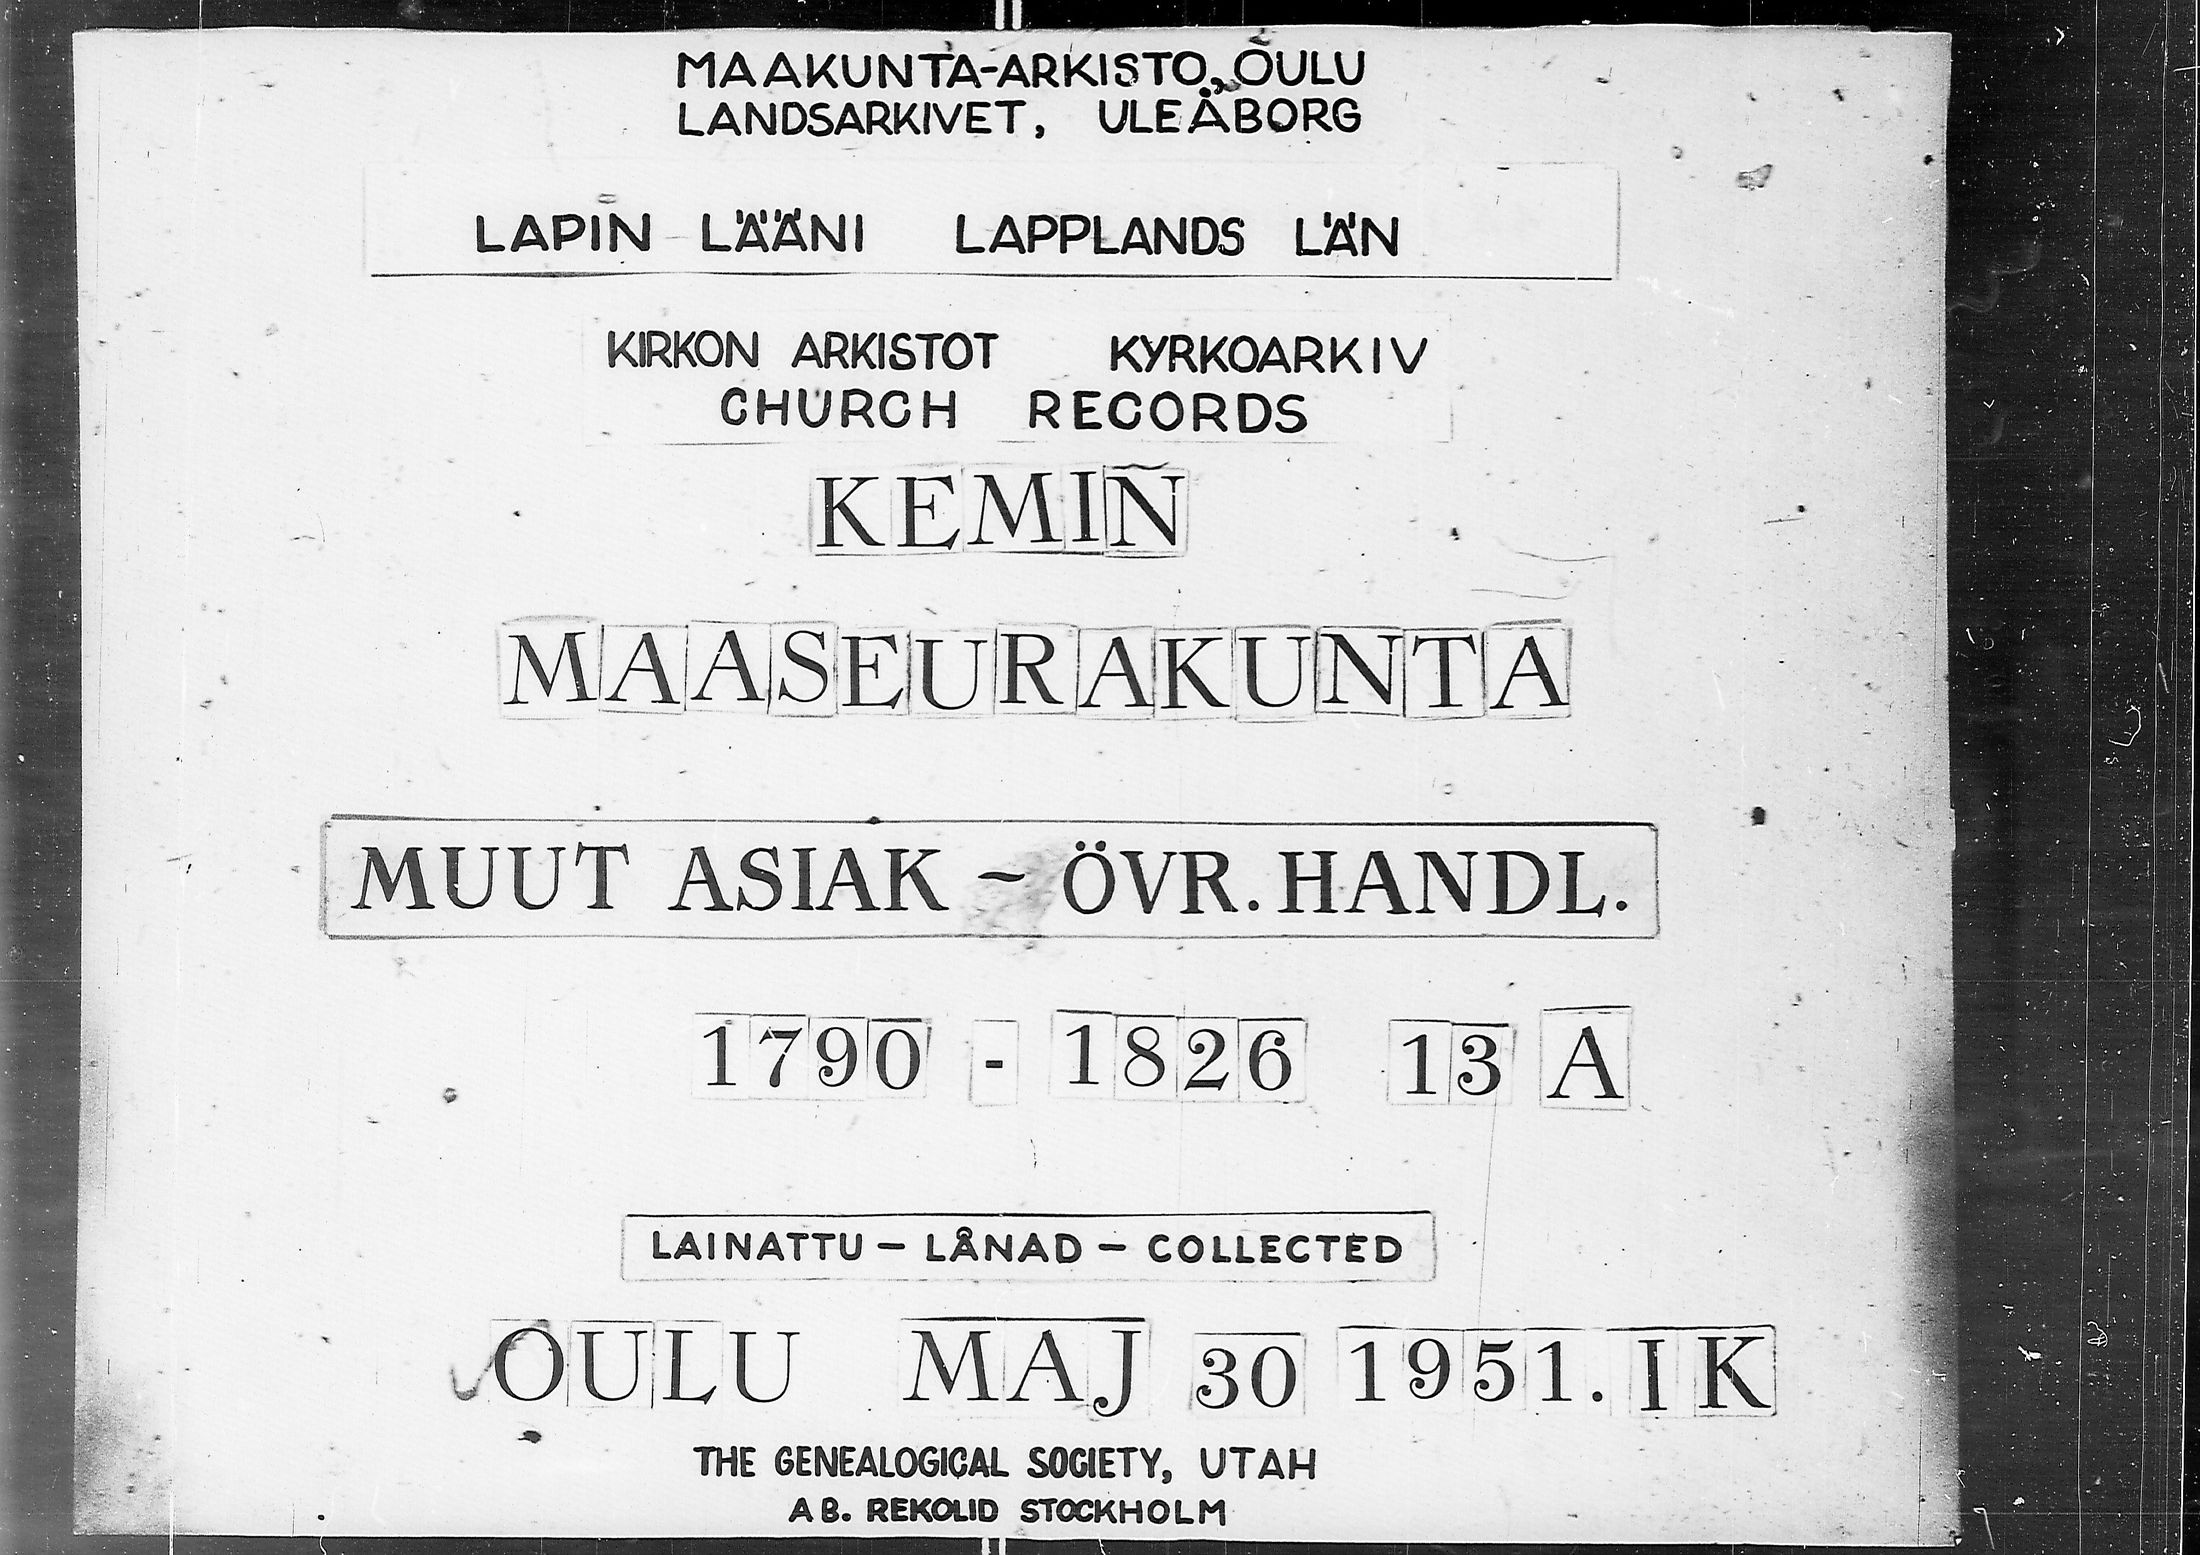 MAAKUNTA-ARKISTO, OULU
LANDSARKIVET, ULEÅBORG
LAPIN LÄÄNI LAPPLANDS LÄN
KIRKON ARKISTOT KYRKOARKIV
CHURCH RECORDS
KEMIN
MAASEURAKUNTA
MUUT ASIAK - ÖVR. HANDL.
1790 - 1826 13 A
LAINATTU - LÅNAD - COLLECTED
OULU MAJ 30 1951. IK
THE GENEALOGICAL SOCIETY, UTAH
AB. REKOLID STOCKHOLM